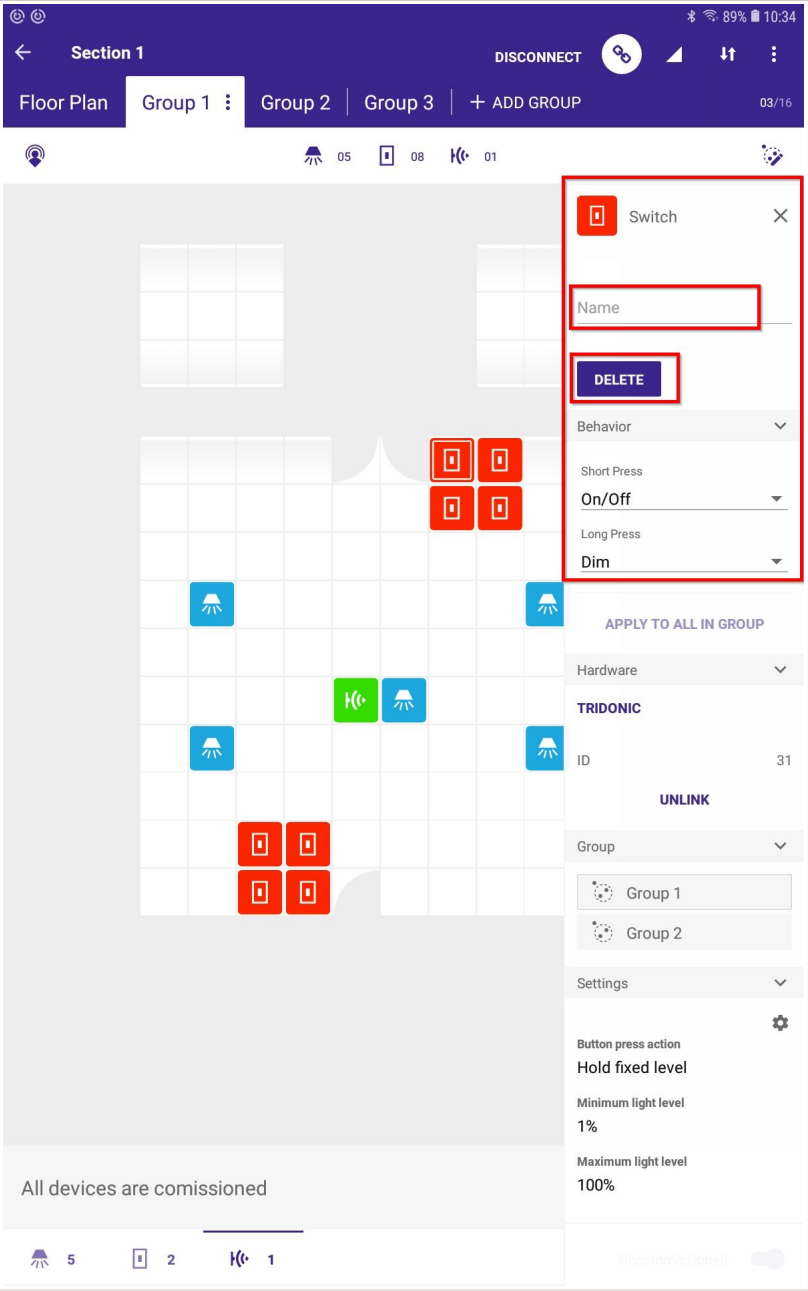 89% 10:34
Section 1 DISCONNECT
Floor Plan Group 1 Group 2 Group 3 + ADD GROUP 03/16
05 08 01
Switch
Name
DELETE
Behavior
Short Press
On/Off
Long Press
Dim
APPLY TO ALL IN GROUP
Hardware
TRIDONIC
ID 31
UNLINK
Group
Group 1
Group 2
Settings
Button press action
Hold fixed level
Minimum light level
1%
Maximum light level
100%
All devices are comissioned
5 2 1
Uncommissioned